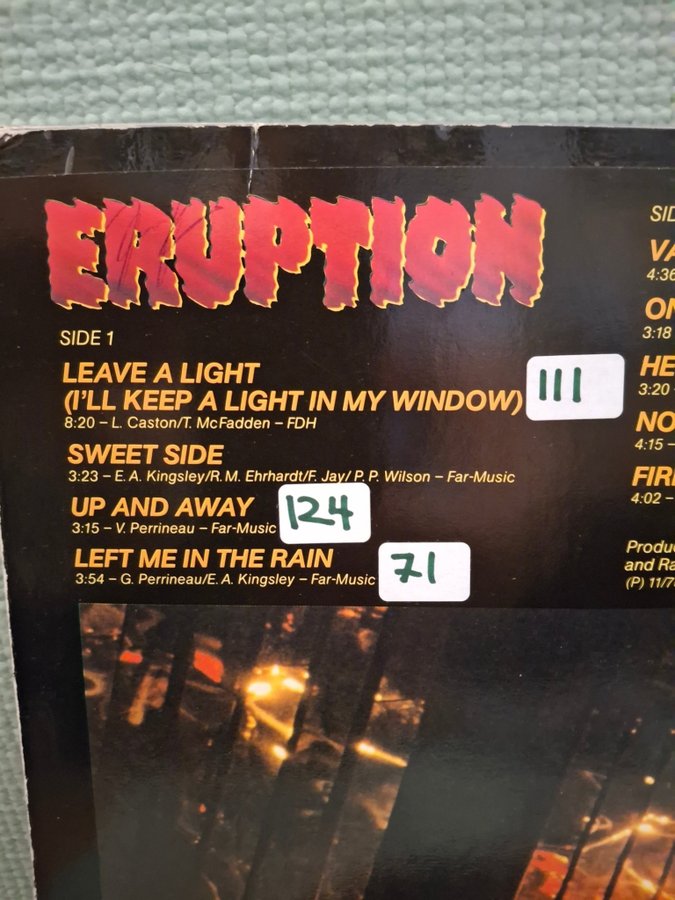 ERUPTION
SIDE 1
LEAVE A LIGHT
(I'LL KEEP A LIGHT IN MY WINDOW)
111
8:20 – L. Caston/T. McFadden – FDH
SWEET SIDE
3:23 – E. A. Kingsley/R. M. Ehrhardt/F. Jay/ P. P. Wilson – Far-Music
UP AND AWAY
124
3:15 – V. Perrineau – Far-Music
LEFT ME IN THE RAIN
71
3:54 – G. Perrineau/E. A. Kingsley – Far-Music
4:36
3:18
HE
3:20
NO
4:15 –
4:02 –
and
(P)